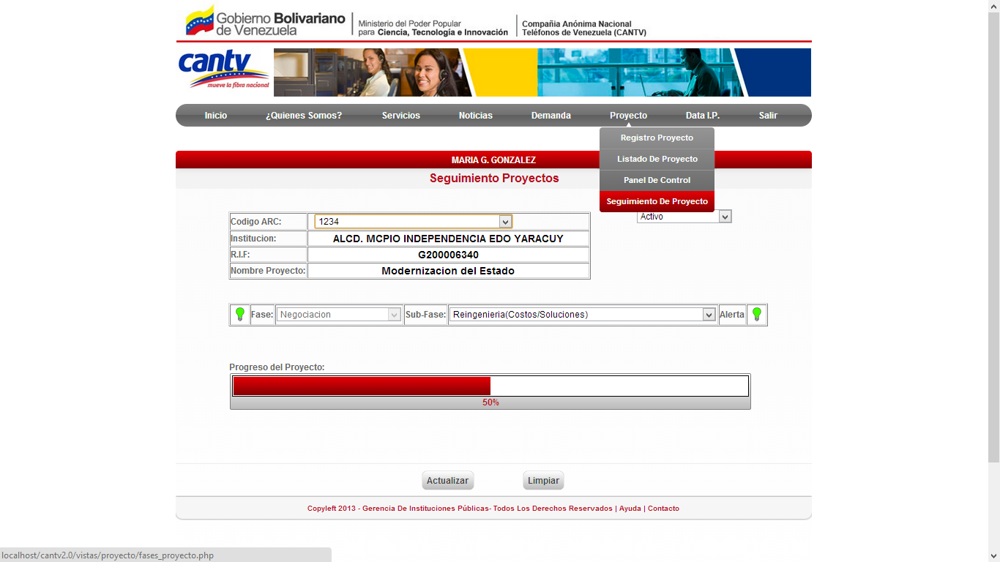 Gobierno Bolivariano
de Venezuela
Ministerio del Poder Popular
para Ciencia, Tecnología e Innovación
Compañía Anónima Nacional
Teléfonos de Venezuela (CANTV)
cantv
mueve la fibra nacional
Inicio ¿Quienes Somos? Servicios Noticias Demanda Proyecto Data I.P. Salir
Registro Proyecto
Listado De Proyecto
Panel De Control
Seguimiento De Proyecto
MARIA G. GONZALEZ
Seguimiento Proyectos
Codigo ARC: 1234
Activo
Institucion: ALCD. MCPIO INDEPENDENCIA EDO YARACUY
R.I.F: G200006340
Nombre Proyecto: Modernizacion del Estado
Fase: Negociacion Sub-Fase: Reingenieria(Costos/Soluciones) Alerta
Progreso del Proyecto:
50%
Actualizar Limpiar
Copyleft 2013 - Gerencia De Instituciones Públicas- Todos Los Derechos Reservados | Ayuda | Contacto
localhost/cantv2.0/vistas/proyecto/fases_proyecto.php